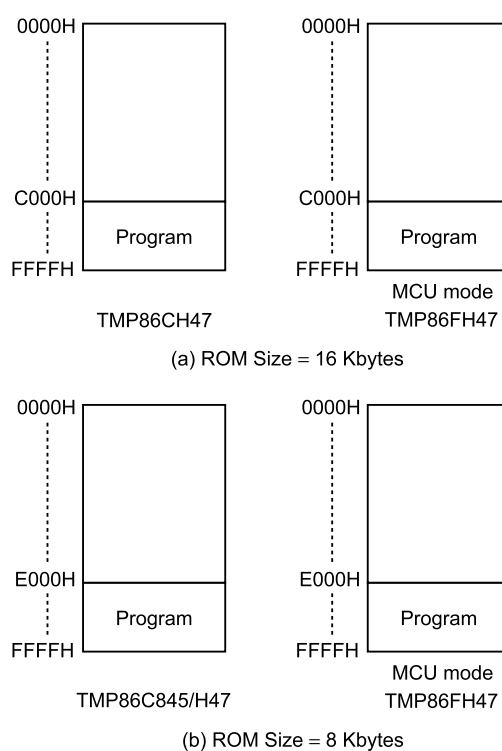 0000H 0000H
C000H C000H
Program Program
FFFFH FFFFH
MCU mode
TMP86CH47 TMP86FH47
(a) ROM Size = 16 Kbytes
0000H 0000H
E000H E000H
Program Program
FFFFH FFFFH
MCU mode
TMP86C845/H47 TMP86FH47
(b) ROM Size = 8 Kbytes